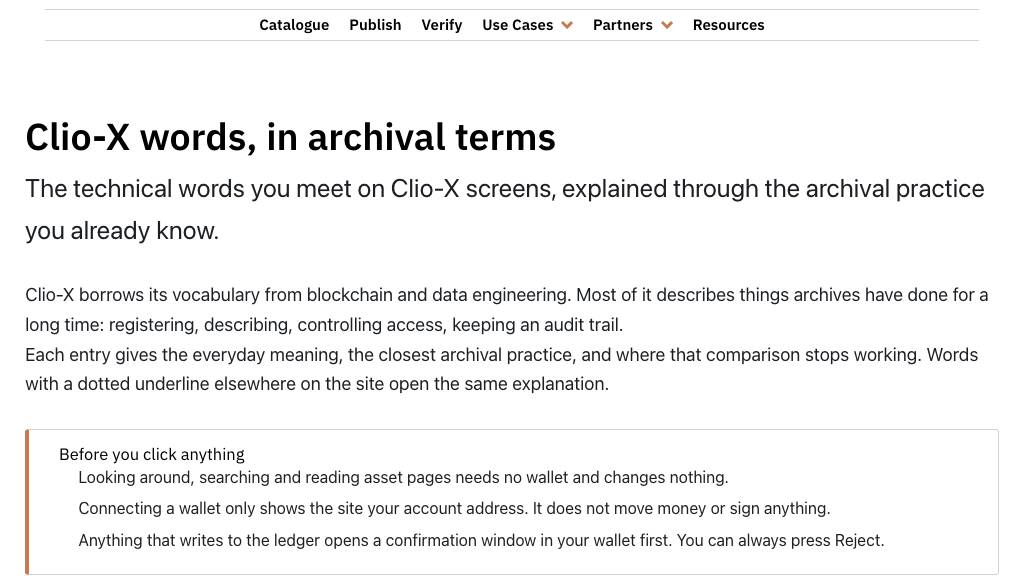 Catalogue Publish Verify Use Cases Partners Resources
Clio-X words, in archival terms
The technical words you meet on Clio-X screens, explained through the archival practice
you already know.
Clio-X borrows its vocabulary from blockchain and data engineering. Most of it describes things archives have done for a
long time: registering, describing, controlling access, keeping an audit trail.
Each entry gives the everyday meaning, the closest archival practice, and where that comparison stops working. Words
with a dotted underline elsewhere on the site open the same explanation.
Before you click anything
Looking around, searching and reading asset pages needs no wallet and changes nothing.
Connecting a wallet only shows the site your account address. It does not move money or sign anything.
Anything that writes to the ledger opens a confirmation window in your wallet first. You can always press Reject.